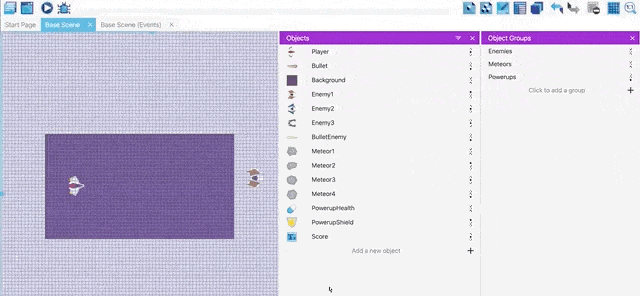 Start Page
Base Scene
Base Scene (Events)
Objects
Player
Bullet
Background
Enemy1
Enemy2
Enemy3
BulletEnemy
Meteor1
Meteor2
Meteor3
Meteor4
PowerupHealth
PowerupShield
Score
Add a new object
Object Groups
Enemies
Meteors
Powerups
Click to add a group